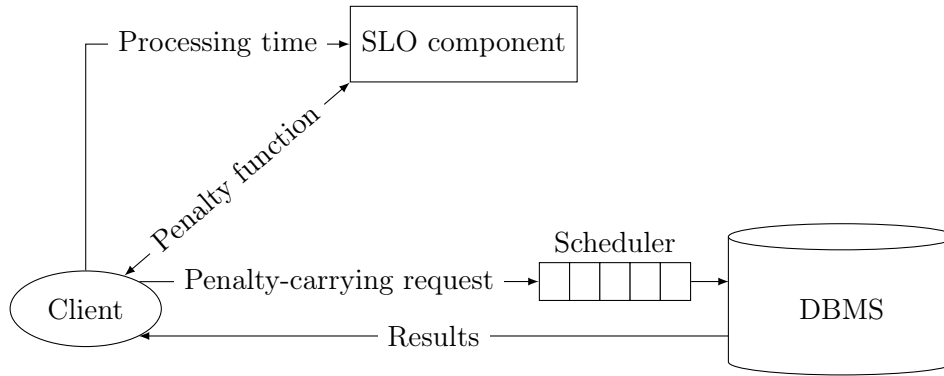 Processing time
SLO component
Penalty function
Scheduler
Penalty-carrying request
Client
DBMS
Results